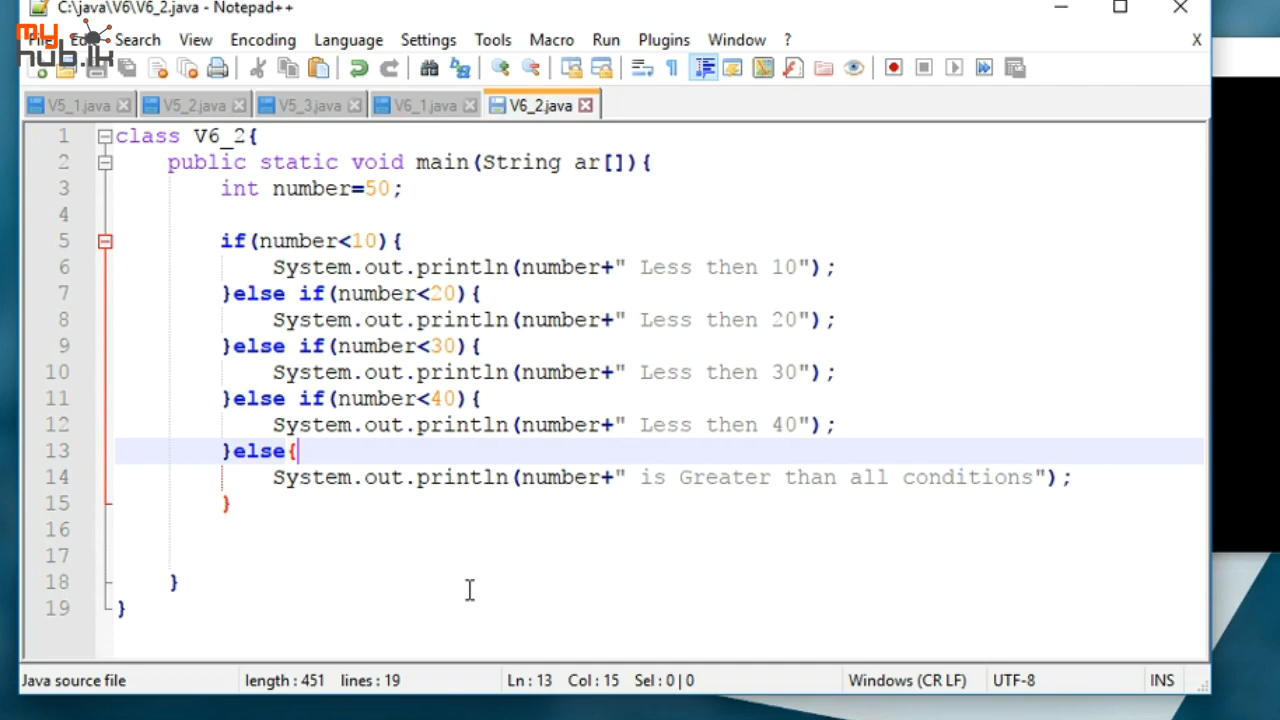 C:\java\V6\V6_2.java - Notepad++
my
hub.lk
File Edit Search View Encoding Language Settings Tools Macro Run Plugins Window ? X
V5_1.java V5_2.java V5_3.java V6_1.java V6_2.java
1 class V6_2{
2 public static void main(String ar[]){
3 int number=50;
4
5 if(number<10){
6 System.out.println(number+" Less then 10");
7 }else if(number<20){
8 System.out.println(number+" Less then 20");
9 }else if(number<30){
10 System.out.println(number+" Less then 30");
11 }else if(number<40){
12 System.out.println(number+" Less then 40");
13 }else{
14 System.out.println(number+" is Greater than all conditions");
15 }
16
17
18 }
19 }
Java source file length : 451 lines : 19 Ln : 13 Col : 15 Sel : 0 | 0 Windows (CR LF) UTF-8 INS